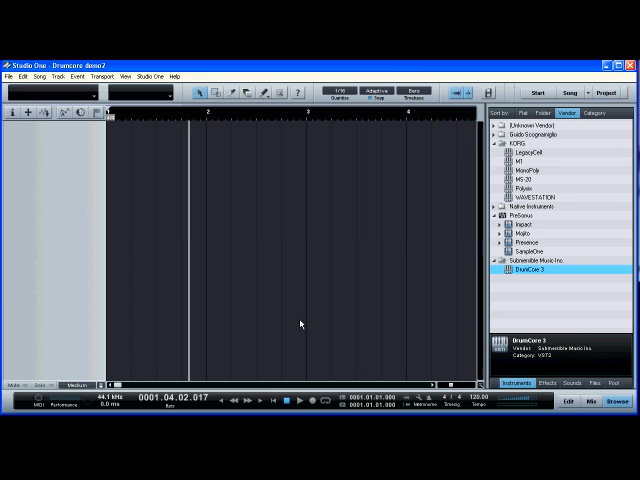 Studio One - Drumcore demo2
File Edit Song Track Event Transport View Studio One Help
1/16 Adaptive Bars
Quantize Snap Timebase
Start Song Project
2 3 4
4/4
Sort by: Flat Folder Vendor Category
(Unknown Vendor)
Guido Scognamiglio
KORG
LegacyCell
M1
MonoPoly
MS-20
Polysix
WAVESTATION
Native Instruments
PreSonus
Impact
Mojito
Presence
SampleOne
Submersible Music Inc.
DrumCore 3
DrumCore 3
Vendor: Submersible Music Inc.
Category: VST2
VST
Mute Solo Medium
Instruments Effects Sounds Files Pool
MIDI Performance
44.1 kHz
0.0 ms
0001.04.02.017
Bars
0001.01.01.000
0001.01.01.000
Metronome
4 / 4
Timesig
120.00
Tempo
Edit Mix Browse